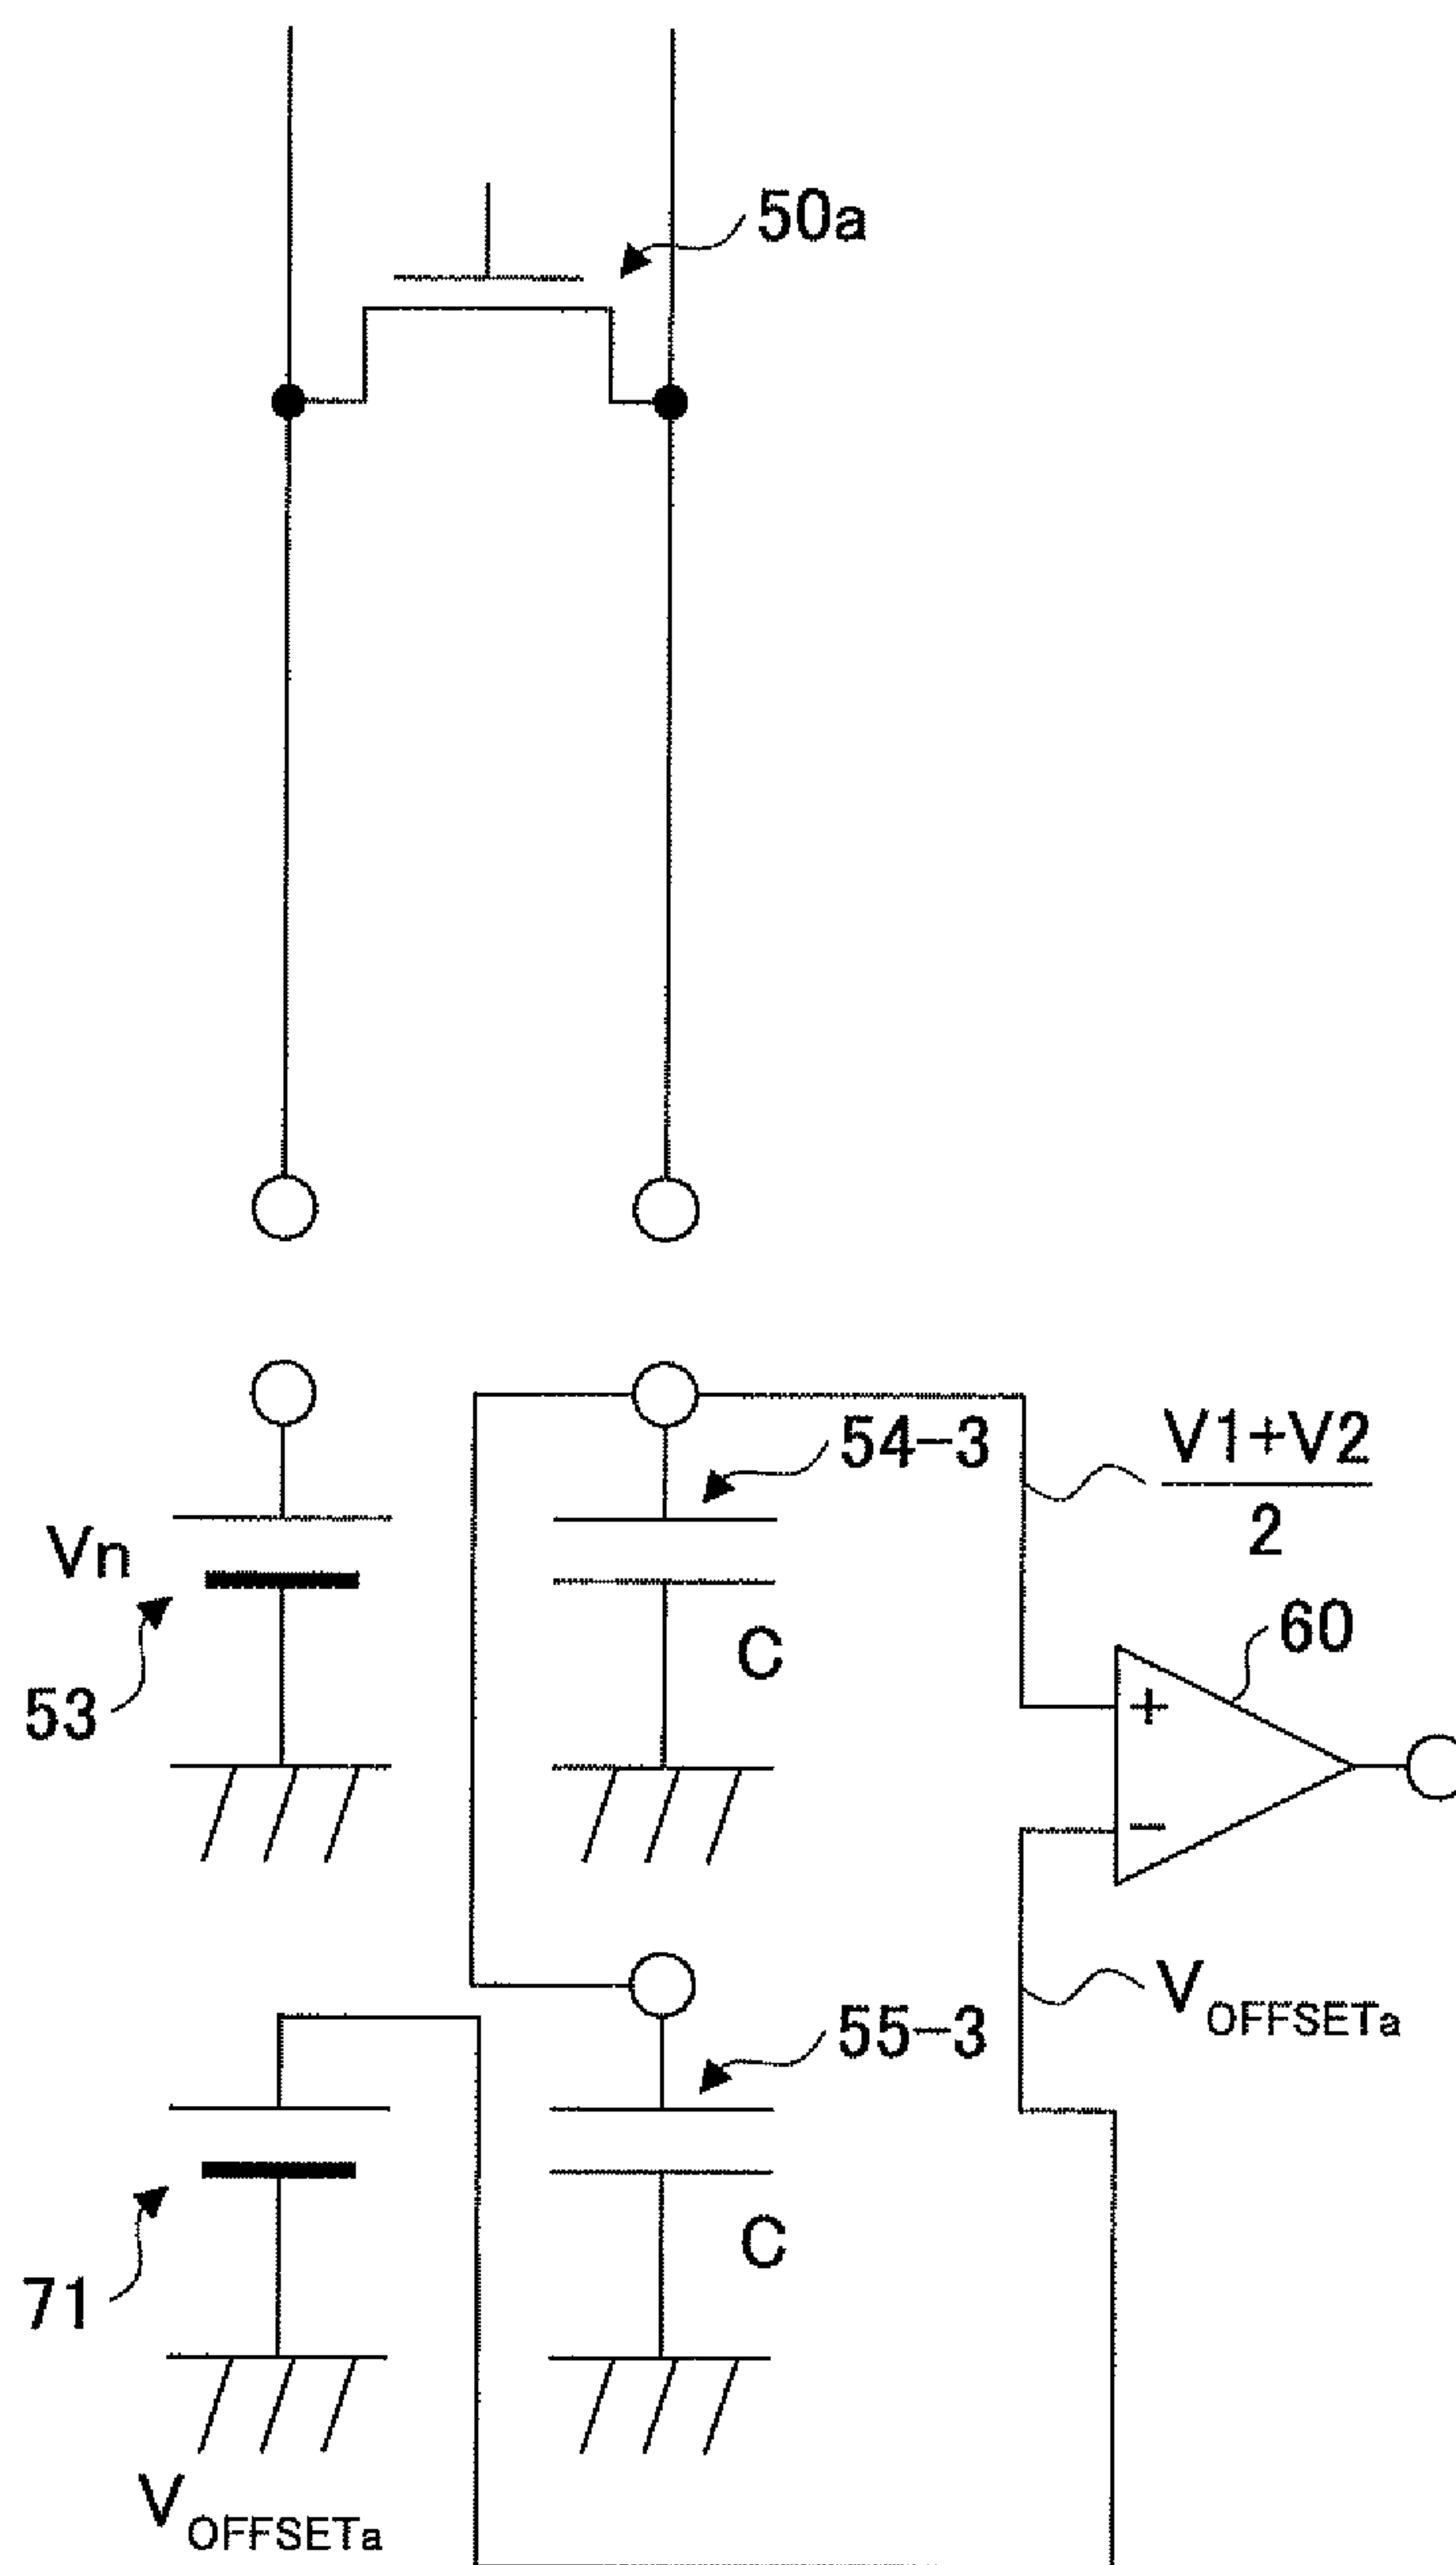 50a
54-3
V1+V2
2
Vn
60
C
53
+
-
55-3
VOFFSETa
C
71
VOFFSETa